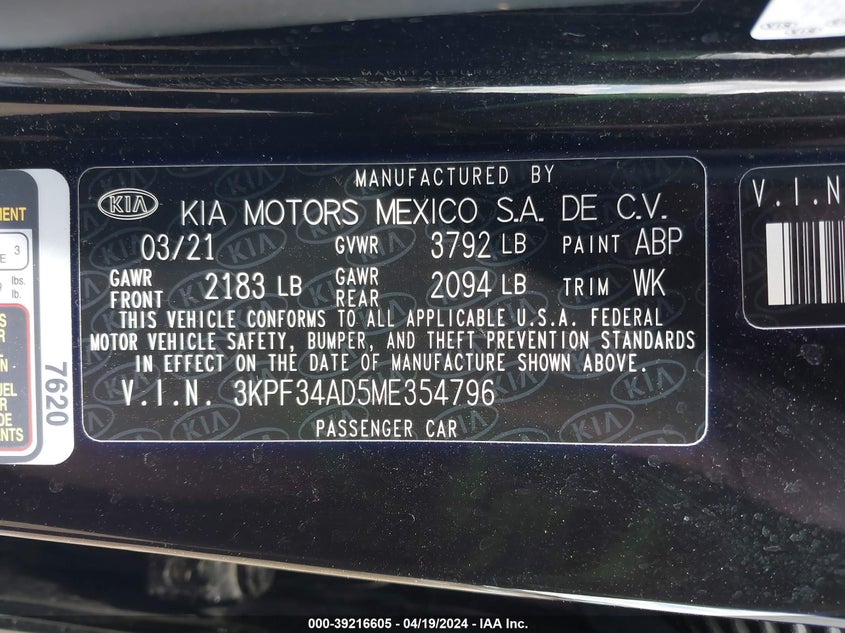 MANUFACTURED BY
KIA KIA MOTORS MEXICO S.A. DE C.V.
03/21 GVWR 3792 LB PAINT ABP
GAWR FRONT 2183 LB GAWR REAR 2094 LB TRIM WK
THIS VEHICLE CONFORMS TO ALL APPLICABLE U.S.A. FEDERAL
MOTOR VEHICLE SAFETY, BUMPER, AND THEFT PREVENTION STANDARDS
IN EFFECT ON THE DATE OF MANUFACTURE SHOWN ABOVE.
V.I.N. 3KPF34AD5ME354796
PASSENGER CAR
V.I.N
7620
3
lbs.
lb.
000-39216605 - 04/19/2024 - IAA Inc.